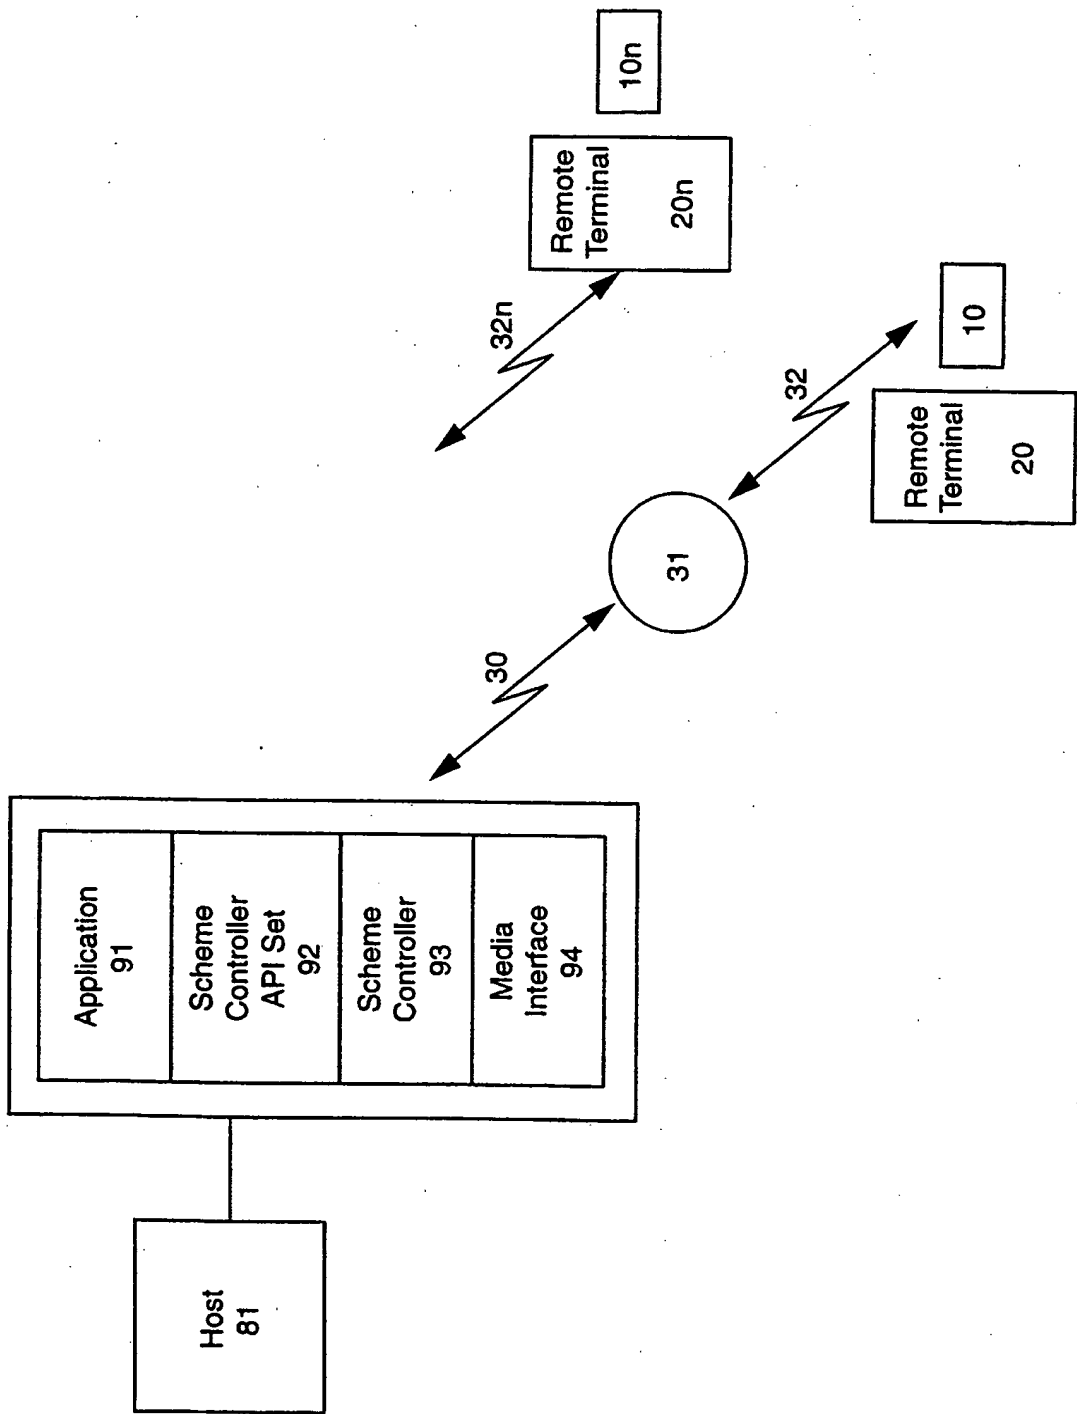 Host
81
Application
91
Scheme
Controller
API Set
92
Scheme
Controller
93
Media
Interface
94
30
31
32n
32
Remote
Terminal
20n
10n
Remote
Terminal
20
10